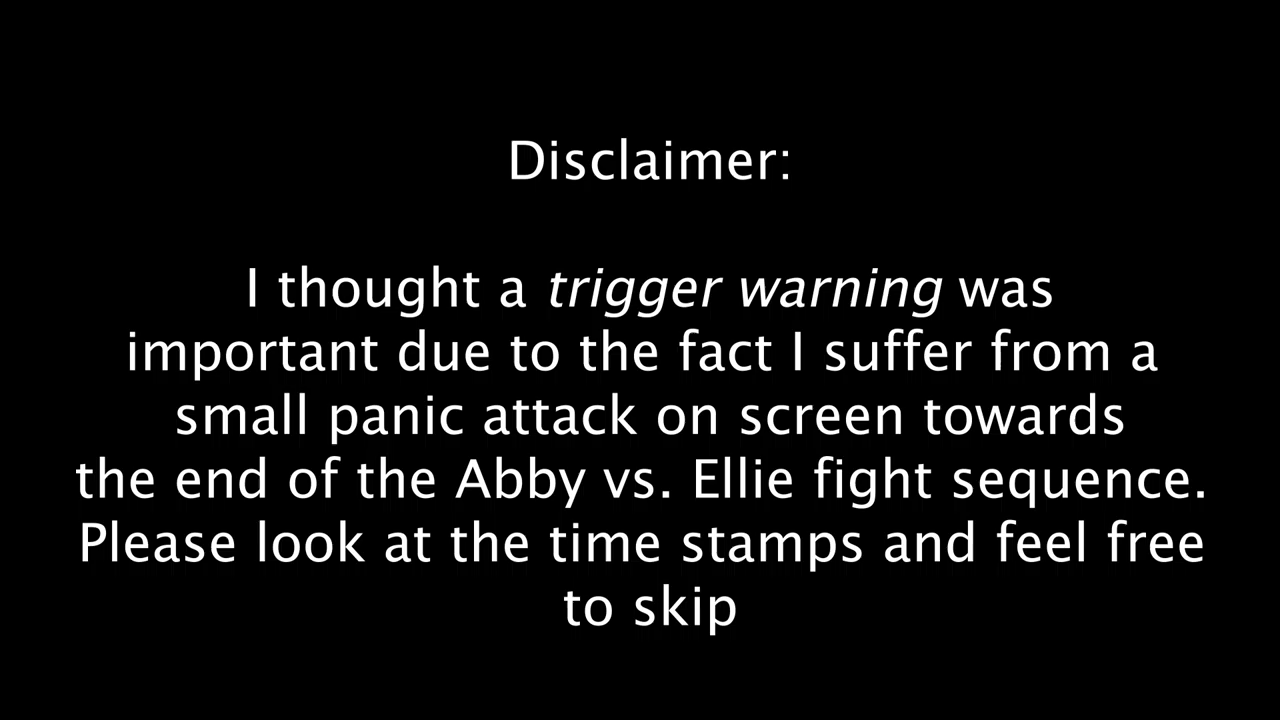 Disclaimer:
I thought a trigger warning was
important due to the fact I suffer from a
small panic attack on screen towards
the end of the Abby vs. Ellie fight sequence.
Please look at the time stamps and feel free
to skip